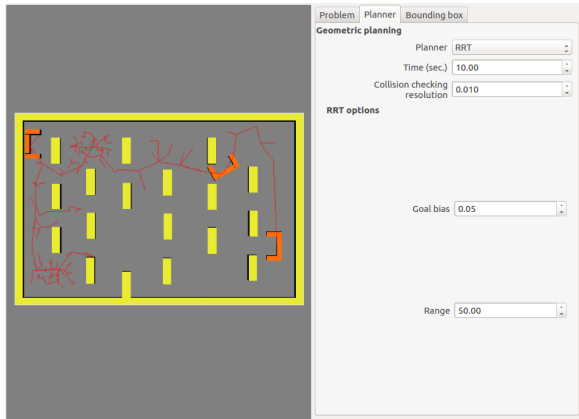 Problem Planner Bounding box
Geometric planning
Planner RRT
Time (sec.) 10.00
Collision checking
resolution 0.010
RRT options
Goal bias 0.05
Range 50.00